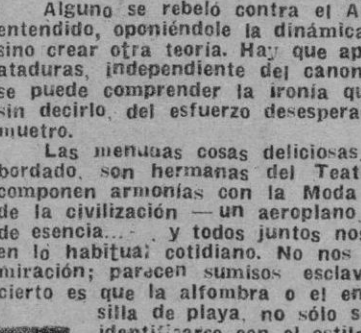 Alguno se rebeló contra el A
entendido, oponiéndole la dinámica
sino crear otra teoría. Hay que ap
ataduras, independiente del canon
se puede comprender la ironía qu
sin decirlo, del esfuerzo desespera
muetro.
Las menudas cosas deliciosas
bordado, son hermanas del Teat
componen armonías con la Moda
de la civilización — un aeroplano
de esencia... - y todos juntos nos
en lo habitual cotidiano. No nos
miración; parecen sumisos esclav
cierto es que la alfombra o el en
silla de playa, no sólo s
identificarse con el estil